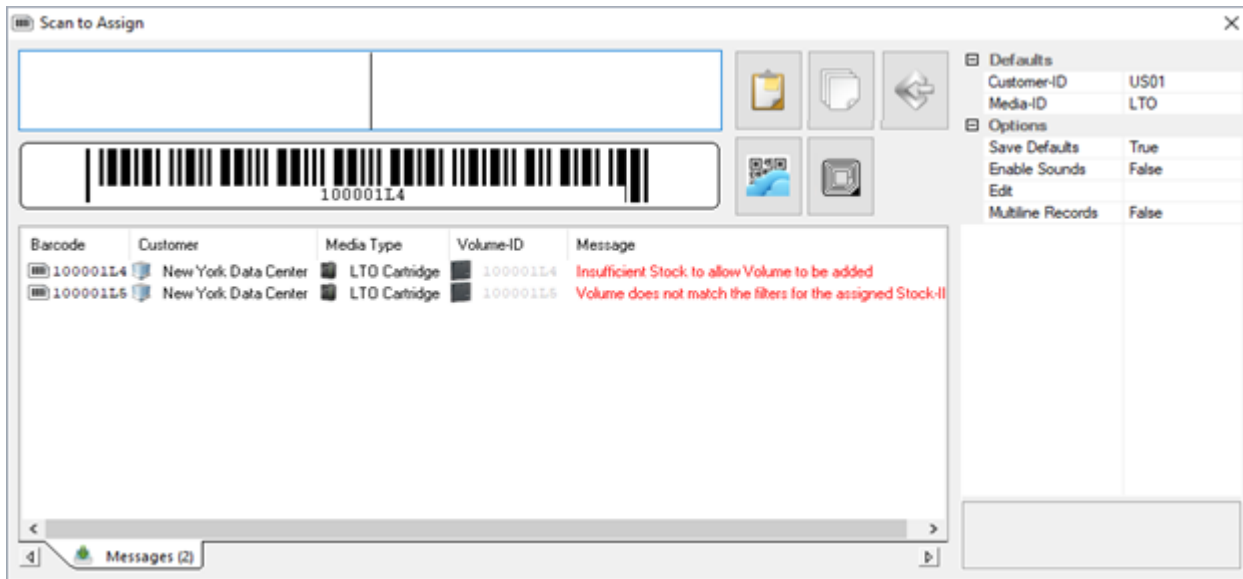 Scan to Assign
Defaults
Customer-ID US01
Media-ID LTO
Options
Save Defaults True
Enable Sounds False
Edit
Multiline Records False
100001L4
Barcode Customer Media Type Volume-ID Message
100001L4 New York Data Center LTO Cartridge 100001L4 Insufficient Stock to allow Volume to be added
100001L5 New York Data Center LTO Cartridge 100001L5 Volume does not match the filters for the assigned Stock-II
Messages (2)